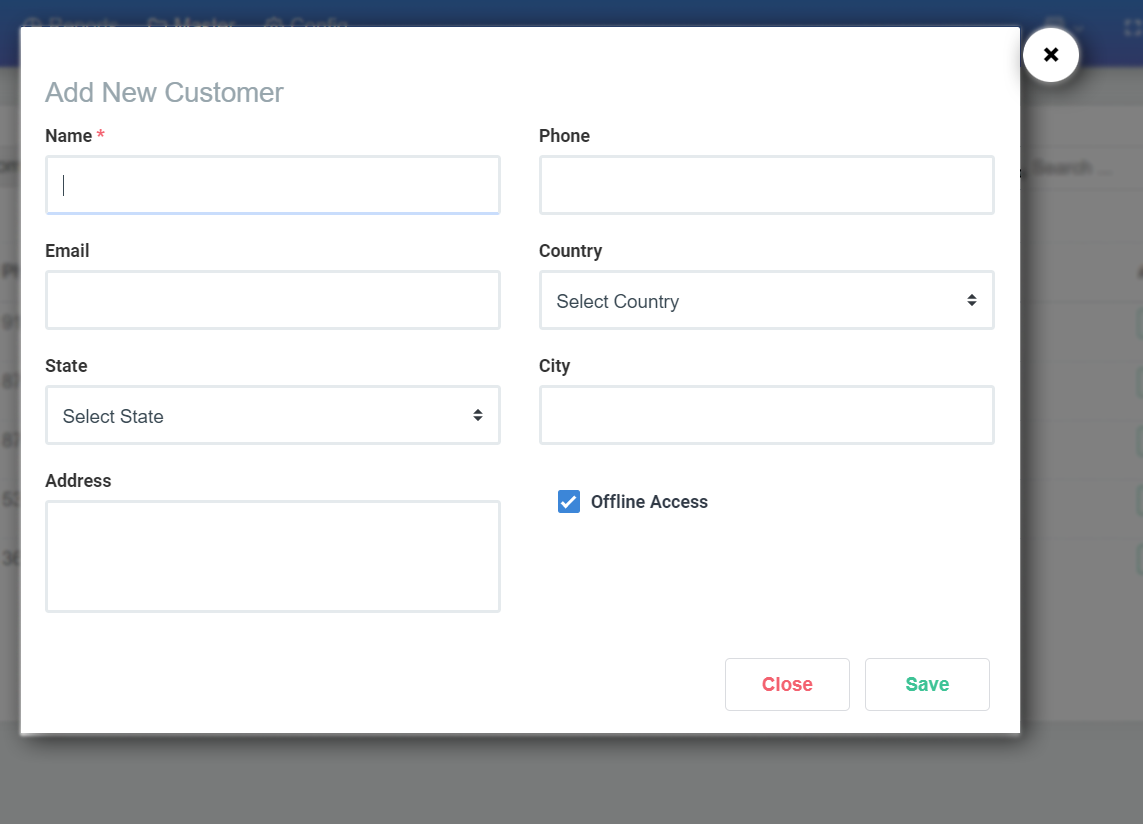 Reports Master Config
Add New Customer
Name *
Phone
Search ...
Email
Country
Select Country
State
City
Select State
Address
Offline Access
Close
Save